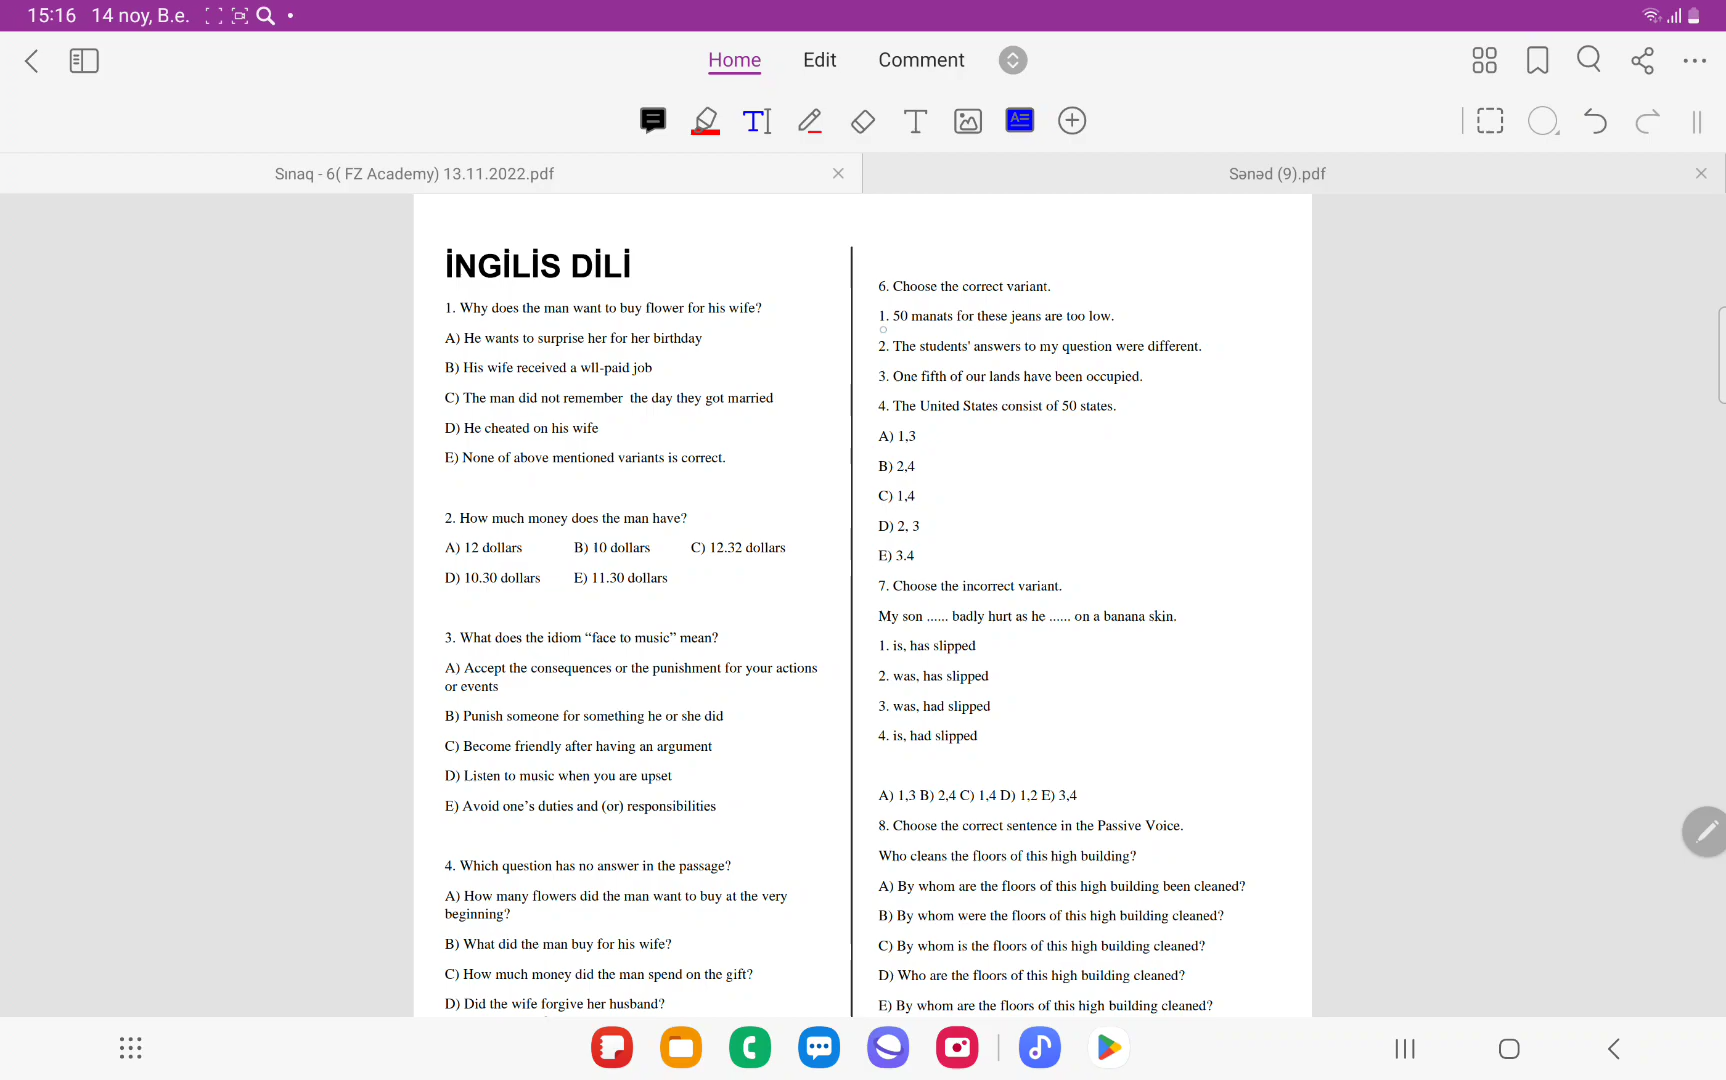 15:16 14 noy, B.e.
Home Edit Comment
Sınaq - 6( FZ Academy) 13.11.2022.pdf
Sənəd (9).pdf
İNGİLİS DİLİ
1. Why does the man want to buy flower for his wife?
A) He wants to surprise her for her birthday
B) His wife received a wll-paid job
C) The man did not remember the day they got married
D) He cheated on his wife
E) None of above mentioned variants is correct.
2. How much money does the man have?
A) 12 dollars B) 10 dollars C) 12.32 dollars
D) 10.30 dollars E) 11.30 dollars
3. What does the idiom “face to music” mean?
A) Accept the consequences or the punishment for your actions
or events
B) Punish someone for something he or she did
C) Become friendly after having an argument
D) Listen to music when you are upset
E) Avoid one’s duties and (or) responsibilities
4. Which question has no answer in the passage?
A) How many flowers did the man want to buy at the very
beginning?
B) What did the man buy for his wife?
C) How much money did the man spend on the gift?
D) Did the wife forgive her husband?
6. Choose the correct variant.
1. 50 manats for these jeans are too low.
2. The students' answers to my question were different.
3. One fifth of our lands have been occupied.
4. The United States consist of 50 states.
A) 1,3
B) 2,4
C) 1,4
D) 2, 3
E) 3.4
7. Choose the incorrect variant.
My son ...... badly hurt as he ...... on a banana skin.
1. is, has slipped
2. was, has slipped
3. was, had slipped
4. is, had slipped
A) 1,3 B) 2,4 C) 1,4 D) 1,2 E) 3,4
8. Choose the correct sentence in the Passive Voice.
Who cleans the floors of this high building?
A) By whom are the floors of this high building been cleaned?
B) By whom were the floors of this high building cleaned?
C) By whom is the floors of this high building cleaned?
D) Who are the floors of this high building cleaned?
E) By whom are the floors of this high building cleaned?